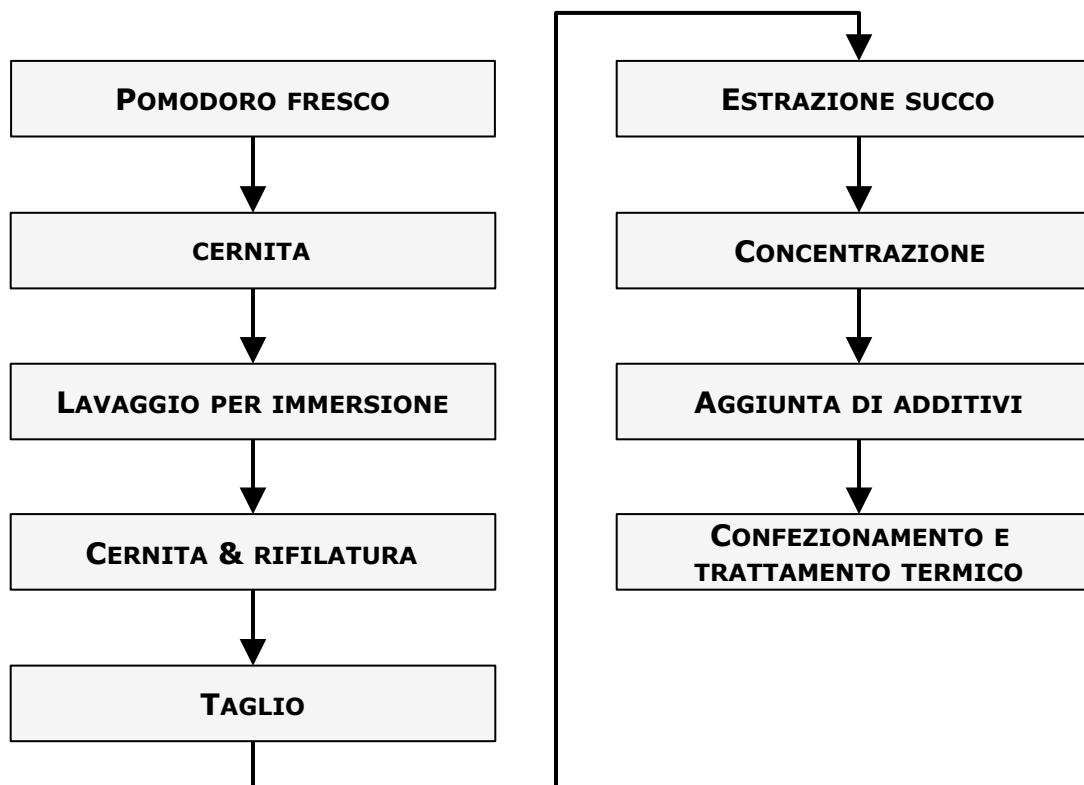 POMODORO FRESCO
CERNITA
LAVAGGIO PER IMMERSIONE
CERNITA & RIFILATURA
TAGLIO
ESTRAZIONE SUCCO
CONCENTRAZIONE
AGGIUNTA DI ADDITIVI
CONFEZIONAMENTO E
TRATTAMENTO TERMICO